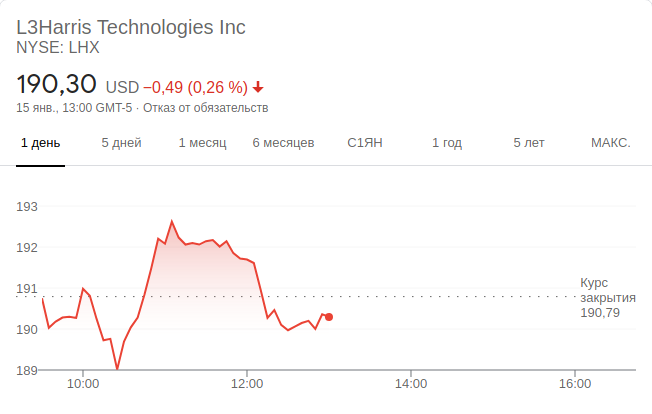 L3Harris Technologies Inc
NYSE: LHX
190,30 USD −0,49 (0,26 %)
15 янв., 13:00 GMT-5 · Отказ от обязательств
1 день 5 дней 1 месяц 6 месяцев С1ЯН 1 год 5 лет МАКС.
193
192
191
190
189
Курс
закрытия
190,79
10:00 12:00 14:00 16:00